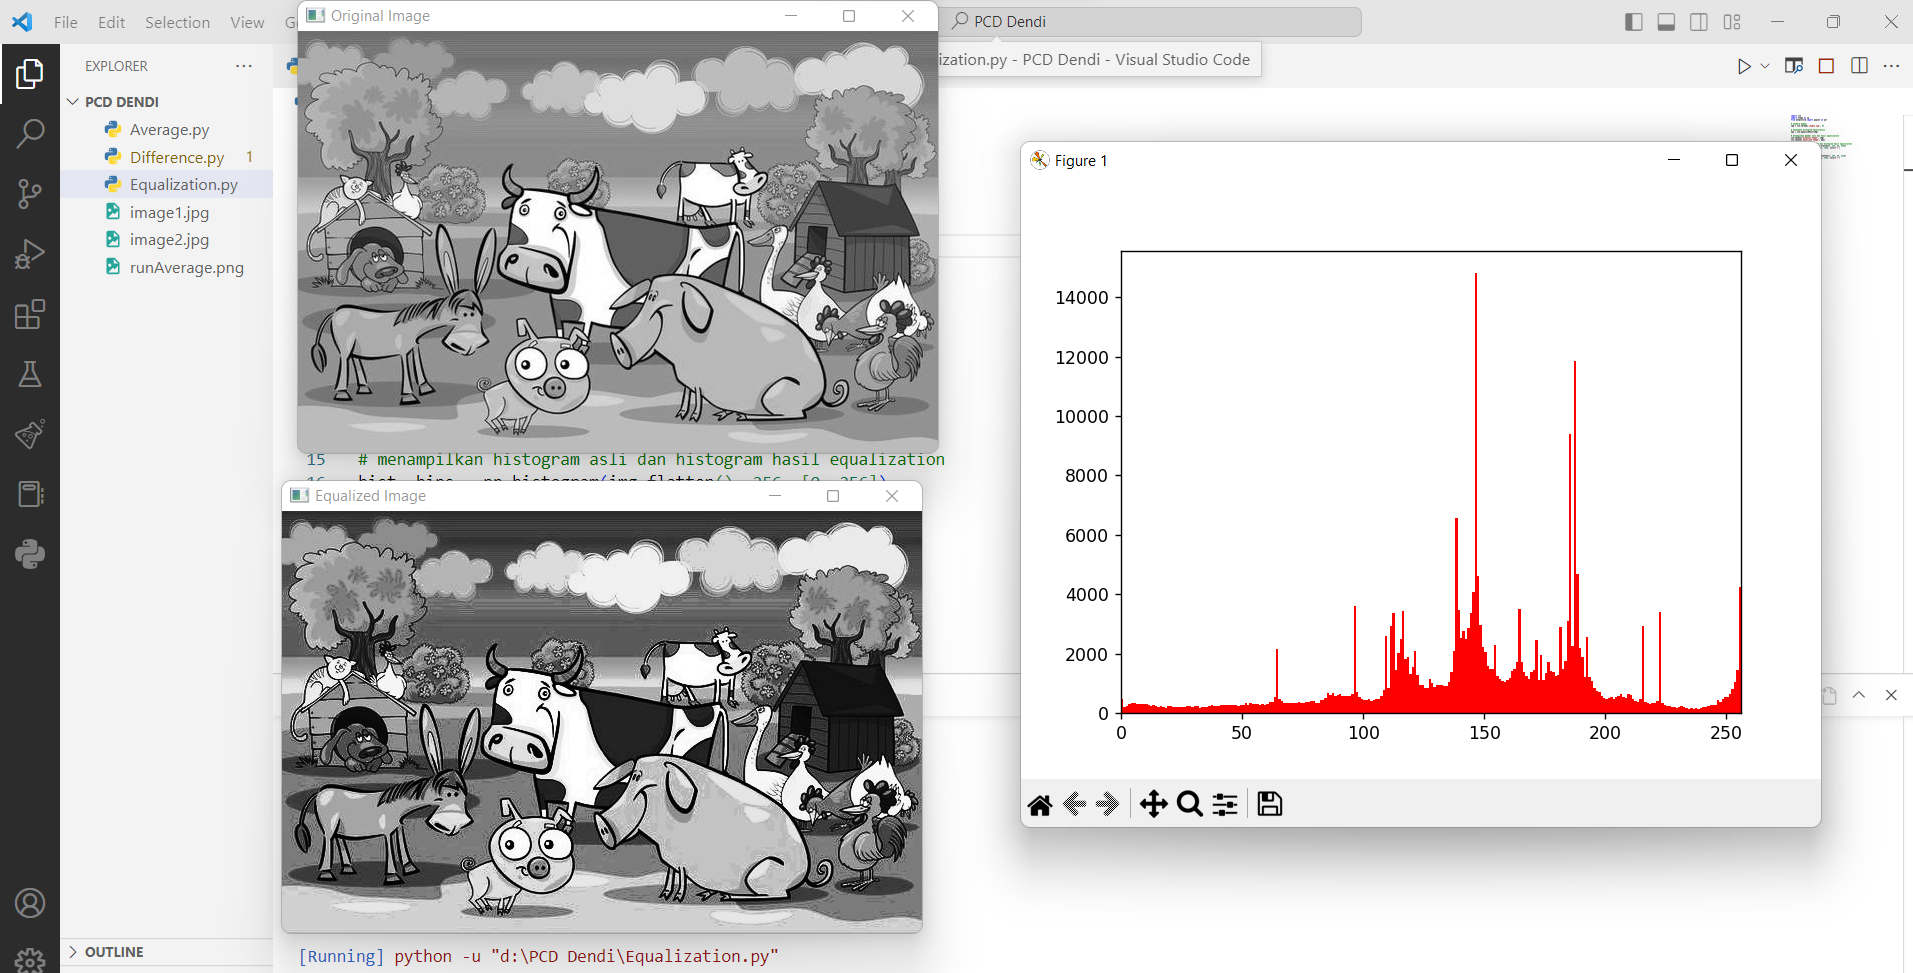 File Edit Selection View
PCD Dendi
Original Image
ization.py - PCD Dendi - Visual Studio Code
EXPLORER
PCD DENDI
Average.py
Difference.py 1
Equalization.py
image1.jpg
image2.jpg
runAverage.png
15 # menampilkan histogram asli dan histogram hasil equalization
Equalized Image
Figure 1
14000
12000
10000
8000
6000
4000
2000
0
0 50 100 150 200 250
OUTLINE
[Running] python -u "d:\PCD Dendi\Equalization.py"